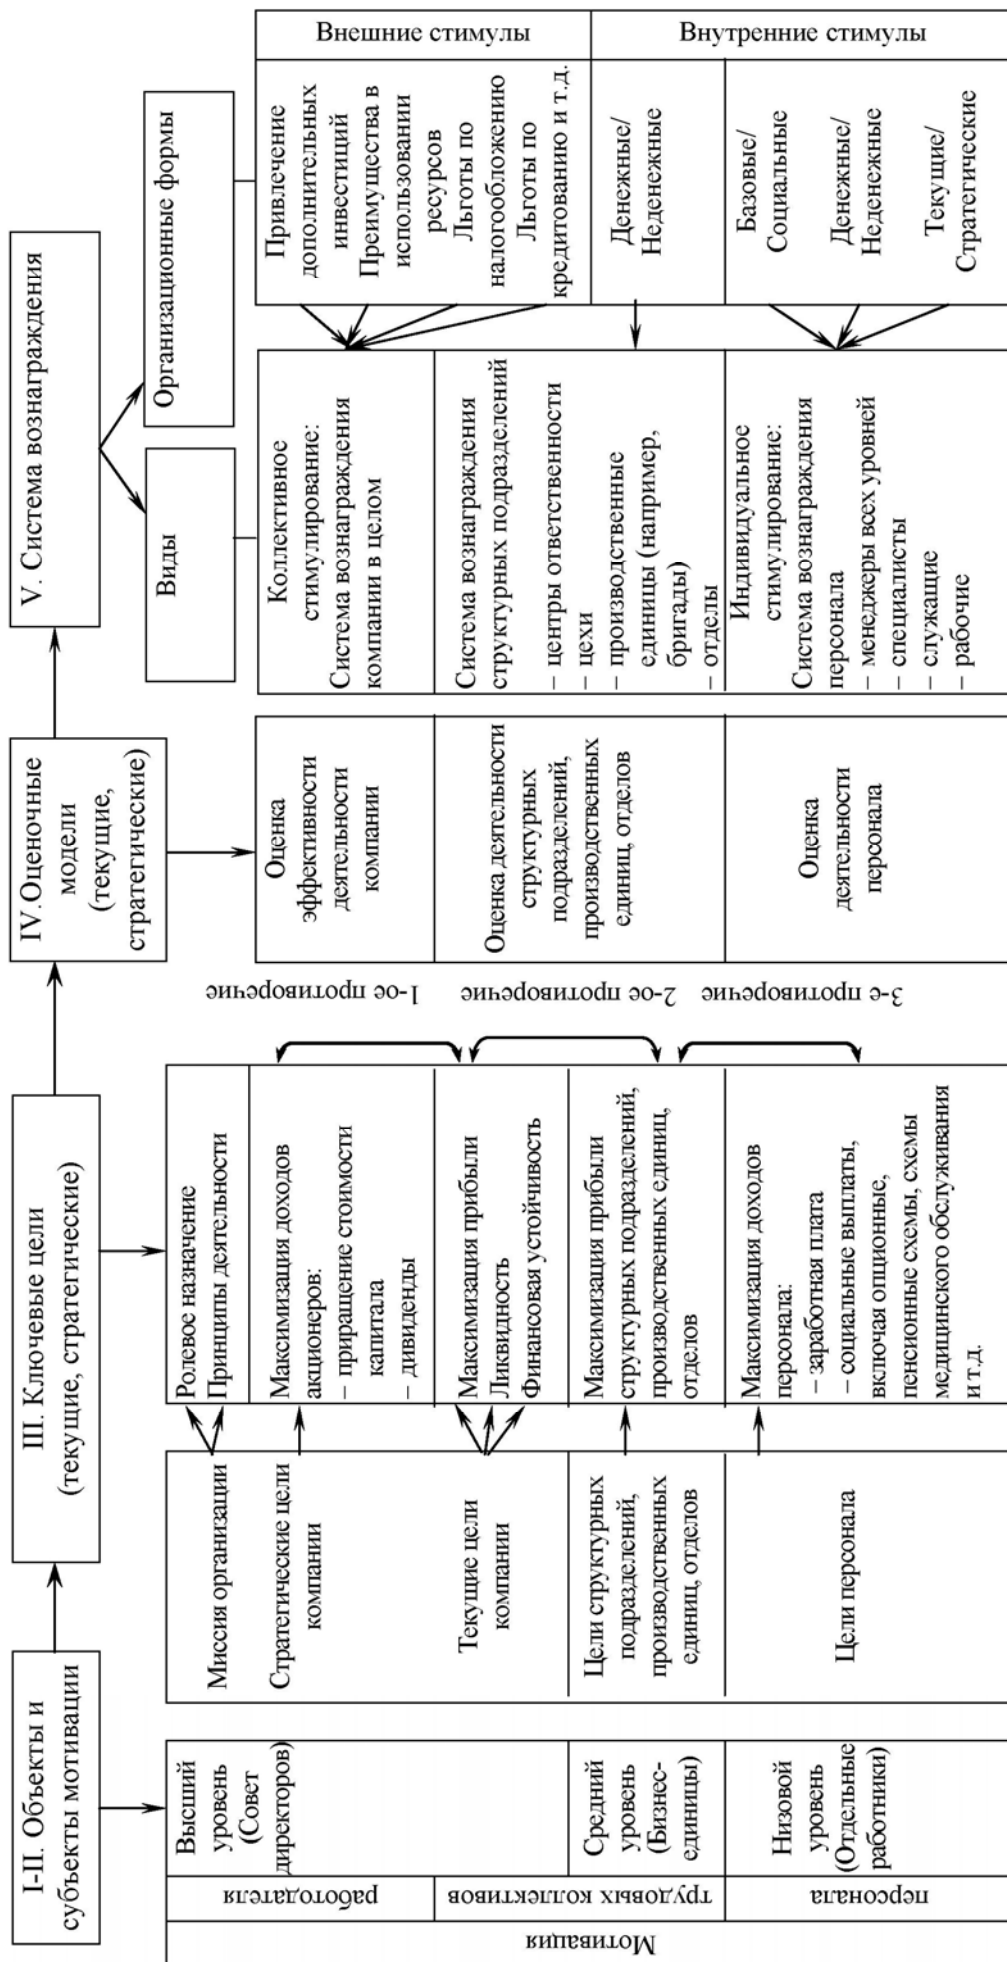 I-II. Объекты и
субъекты мотивации
III. Ключевые цели
(текущие, стратегические)
IV.Оценочные
модели
(текущие,
стратегические)
V. Система вознаграждения
Виды
Организационные формы
Мотивация
работодателя
трудовых коллективов
персонала
Высший
уровень
(Совет
директоров)
Средний
уровень
(Бизнес-
единицы)
Низовой
уровень
(Отдельные
работники)
Миссия организации
Стратегические цели
компании
Текущие цели
компании
Цели структурных
подразделений,
производственных
единиц, отделов
Цели персонала
Ролевое назначение
Принципы деятельности
Максимизация доходов
акционеров:
– приращение стоимости
капитала
– дивиденды
Максимизация прибыли
Ликвидность
Финансовая устойчивость
Максимизация прибыли
структурных подразделений,
производственных единиц,
отделов
Максимизация доходов
персонала:
– заработная плата
– социальные выплаты,
включая опционные,
пенсионные схемы, схемы
медицинского обслуживания
и т.д.
1-ое противоречие
2-ое противоречие
3-е противоречие
Оценка
эффективности
деятельности
компании
Оценка деятельности
структурных
подразделений,
производственных
единиц, отделов
Оценка
деятельности
персонала
Коллективное
стимулирование:
Система вознаграждения
компании в целом
Система вознаграждения
структурных подразделений
– центры ответственности
– цехи
– производственные
единицы (например,
бригады)
– отделы
Индивидуальное
стимулирование:
Система вознаграждения
персонала
– менеджеры всех уровней
– специалисты
– служащие
– рабочие
Привлечение
дополнительных
инвестиций
Преимущества в
использовании
ресурсов
Льготы по
налогообложению
Льготы по
кредитованию и т.д.
Денежные/
Неденежные
Базовые/
Социальные
Денежные/
Неденежные
Текущие/
Стратегические
Внешние стимулы
Внутренние стимулы